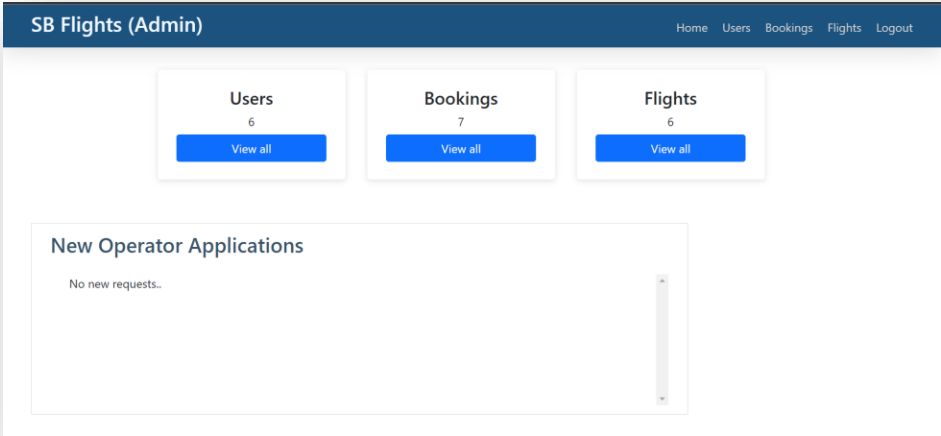 SB Flights (Admin)
Home Users Bookings Flights Logout
Users
6
View all
Bookings
7
View all
Flights
6
View all
New Operator Applications
No new requests..